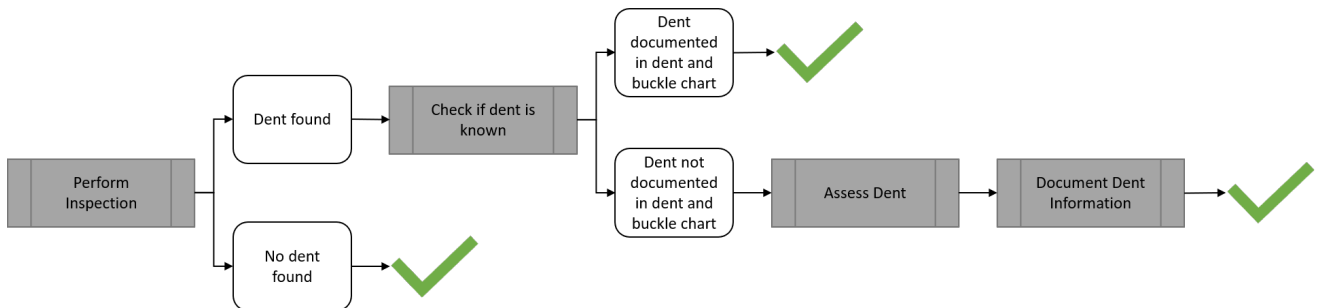 Perform
Inspection
Dent found
No dent
found
Check if dent is
known
Dent
documented
in dent and
buckle chart
Dent not
documented
in dent and
buckle chart
Assess Dent
Document Dent
Information